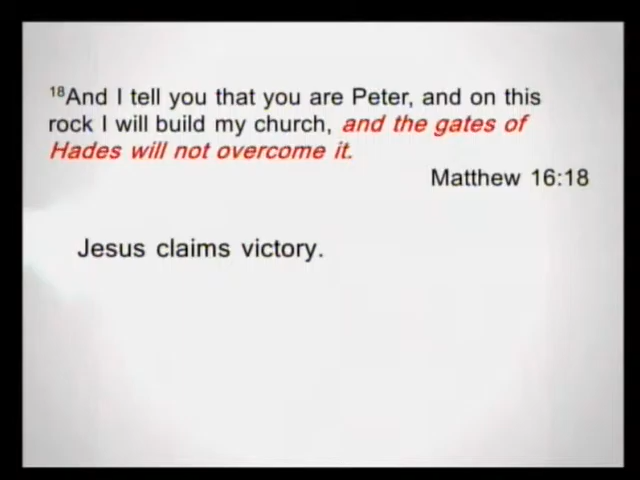 18And I tell you that you are Peter, and on this
rock I will build my church, and the gates of
Hades will not overcome it.
Matthew 16:18
Jesus claims victory.